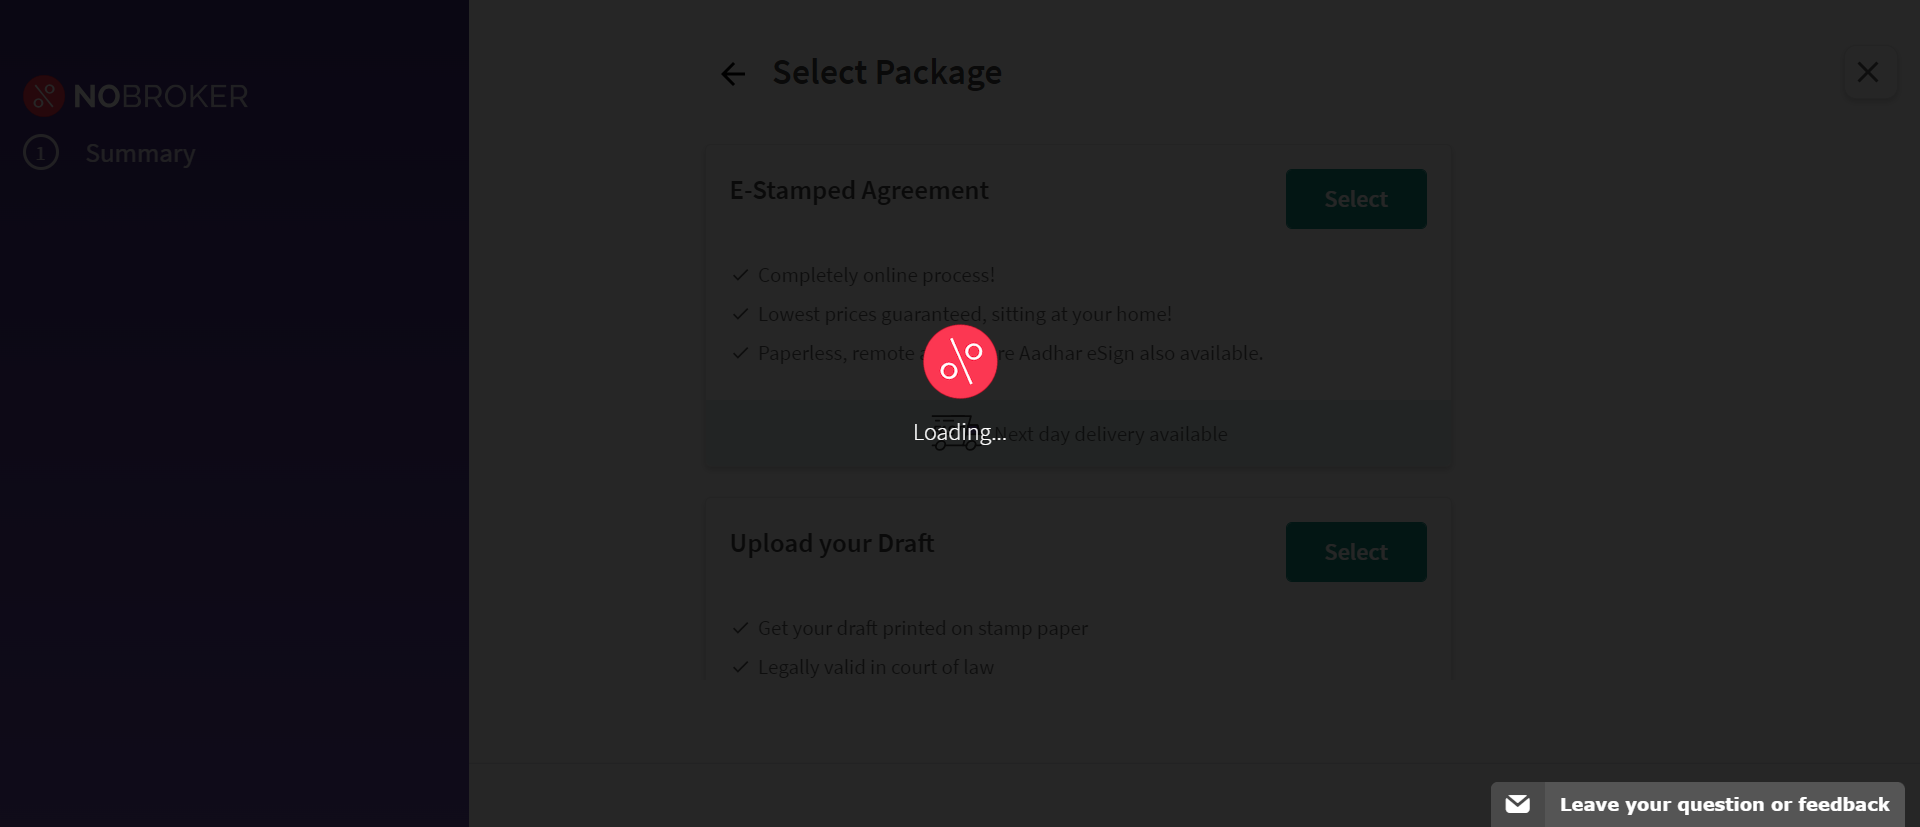 NOBROKER
1 Summary
Select Package
E-Stamped Agreement
Select
Completely online process!
Lowest prices guaranteed, sitting at your home!
Paperless, remote a re Aadhar eSign also available.
Loading...
Next day delivery available
Upload your Draft
Select
Get your draft printed on stamp paper
Legally valid in court of law
Leave your question or feedback